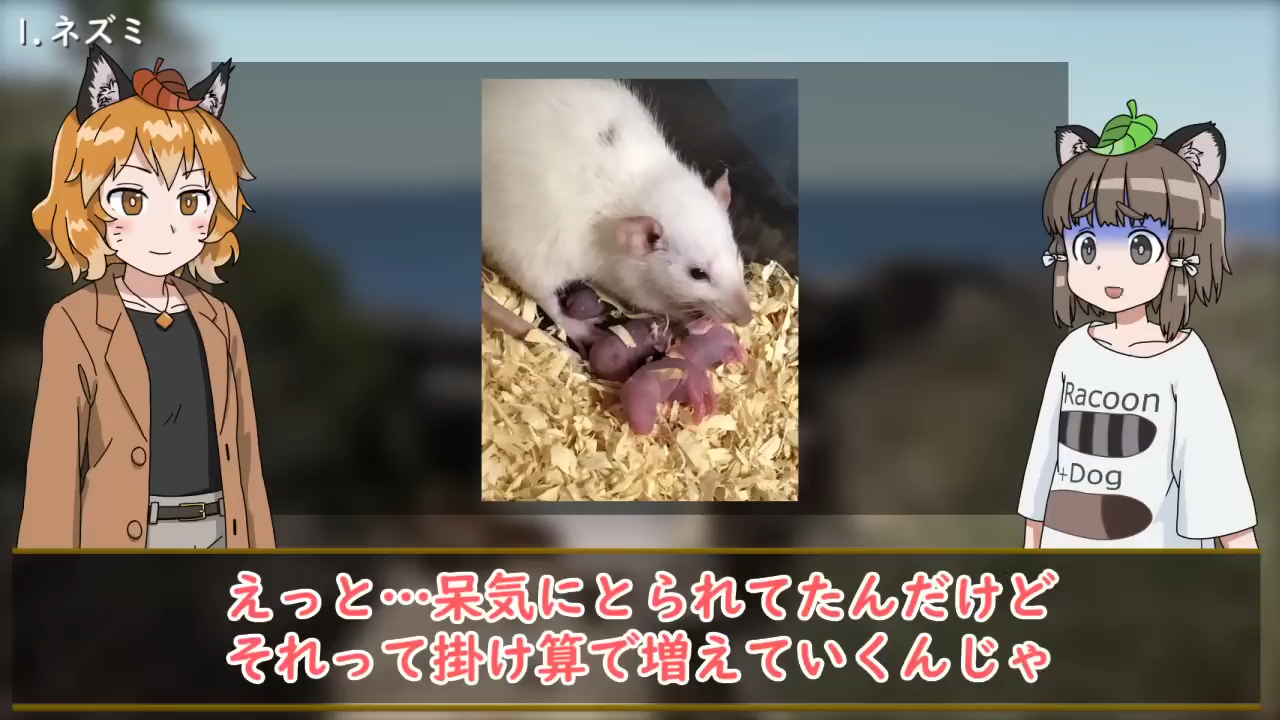 1.ネズミ
Racoon
+Dog
えっと…呆気にとられてたんだけど
それって掛け算で増えていくんじゃ